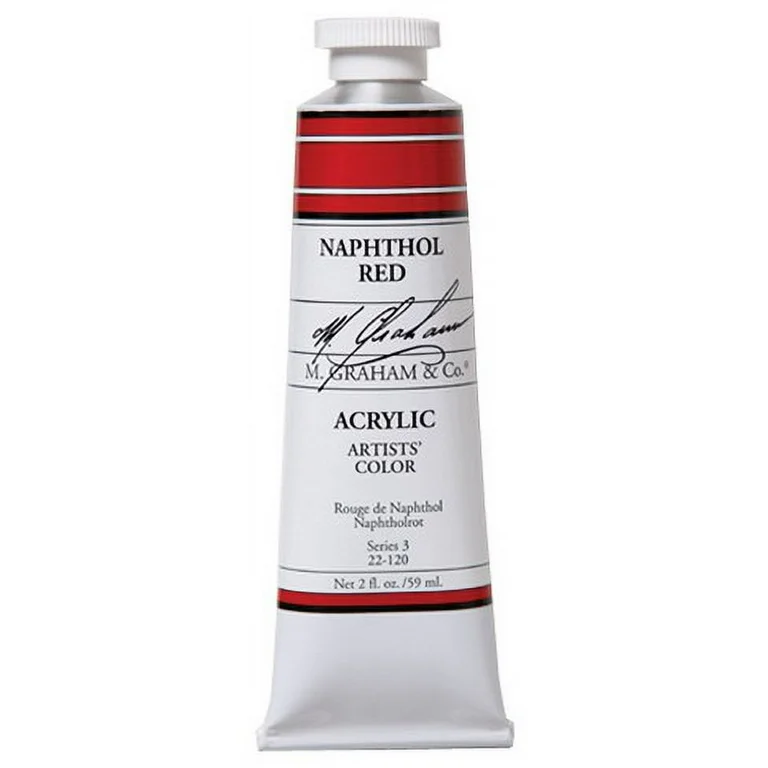 NAPHTHOL
RED
M. Graham
M. GRAHAM & Co.®
ACRYLIC
ARTISTS'
COLOR
Rouge de Naphthol
Naphtholrot
Series 3
22-120
Net 2 fl. oz./59 ml.